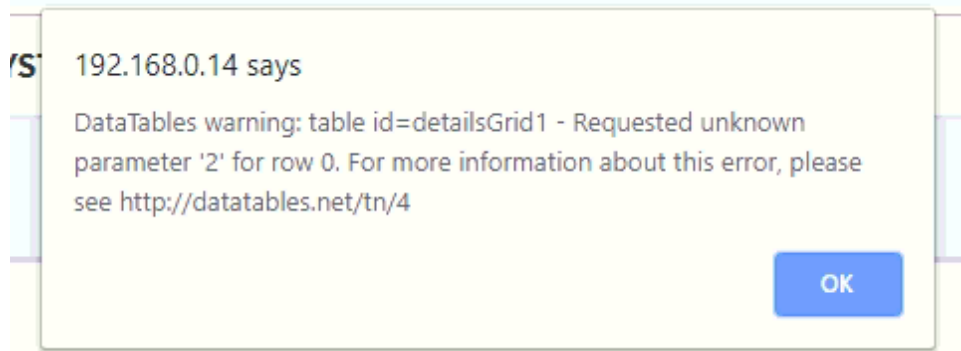 192.168.0.14 says
DataTables warning: table id=detailsGrid1 - Requested unknown
parameter '2' for row 0. For more information about this error, please
see http://datatables.net/tn/4
OK